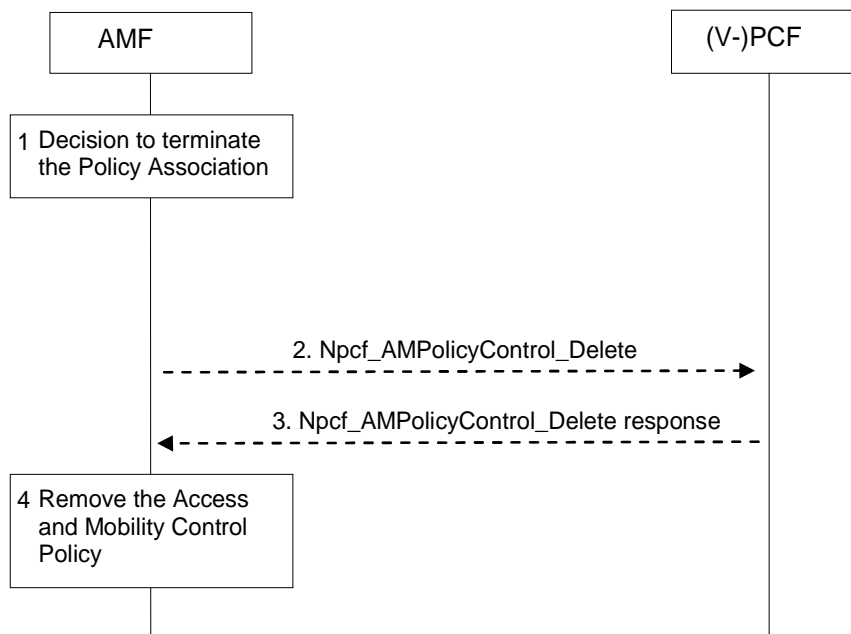 AMF
(V-)PCF
1 Decision to terminate
the Policy Association
2. Npcf_AMPolicyControl_Delete
3. Npcf_AMPolicyControl_Delete response
4 Remove the Access
and Mobility Control
Policy